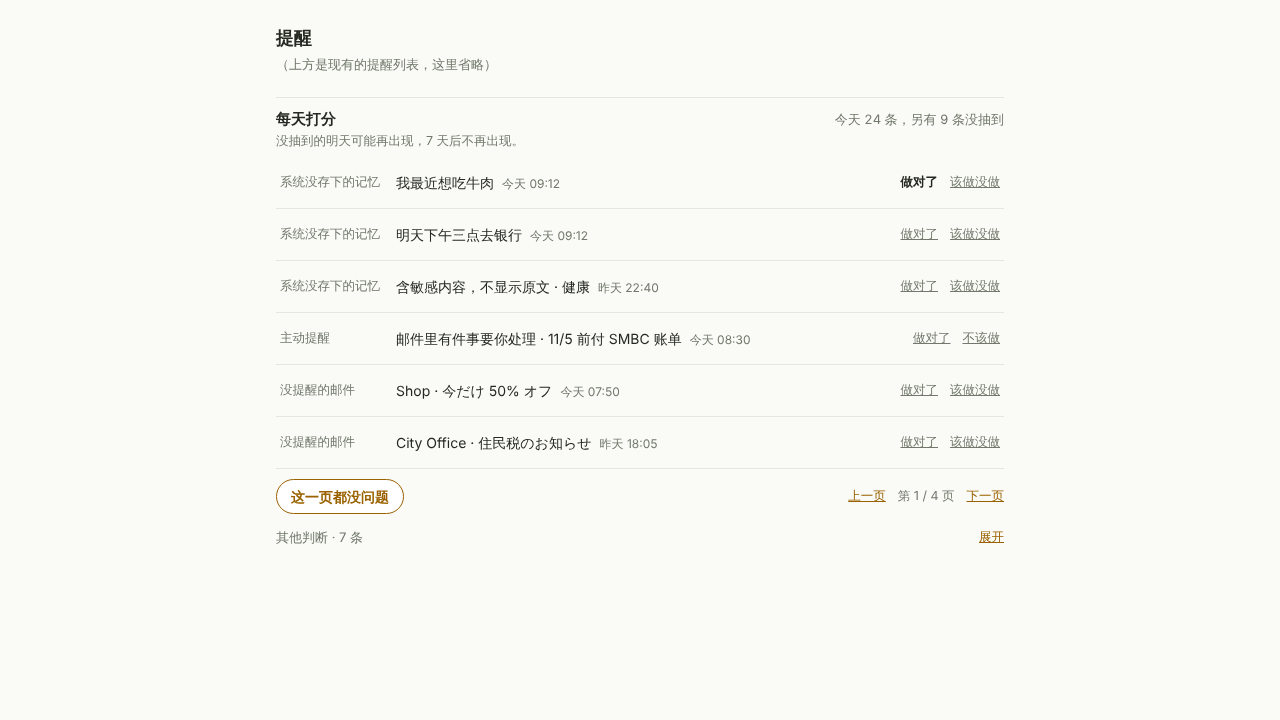 提醒
（上方是现有的提醒列表，这里省略）
每天打分 今天 24 条，另有 9 条没抽到
没抽到的明天可能再出现，7 天后不再出现。
系统没存下的记忆 我最近想吃牛肉 今天 09:12 做对了 该做没做
系统没存下的记忆 明天下午三点去银行 今天 09:12 做对了 该做没做
系统没存下的记忆 含敏感内容，不显示原文 · 健康 昨天 22:40 做对了 该做没做
主动提醒 邮件里有件事要你处理 · 11/5 前付 SMBC 账单 今天 08:30 做对了 不该做
没提醒的邮件 Shop · 今だけ 50% オフ 今天 07:50 做对了 该做没做
没提醒的邮件 City Office · 住民税のお知らせ 昨天 18:05 做对了 该做没做
这一页都没问题 上一页 第 1 / 4 页 下一页
其他判断 · 7 条 展开